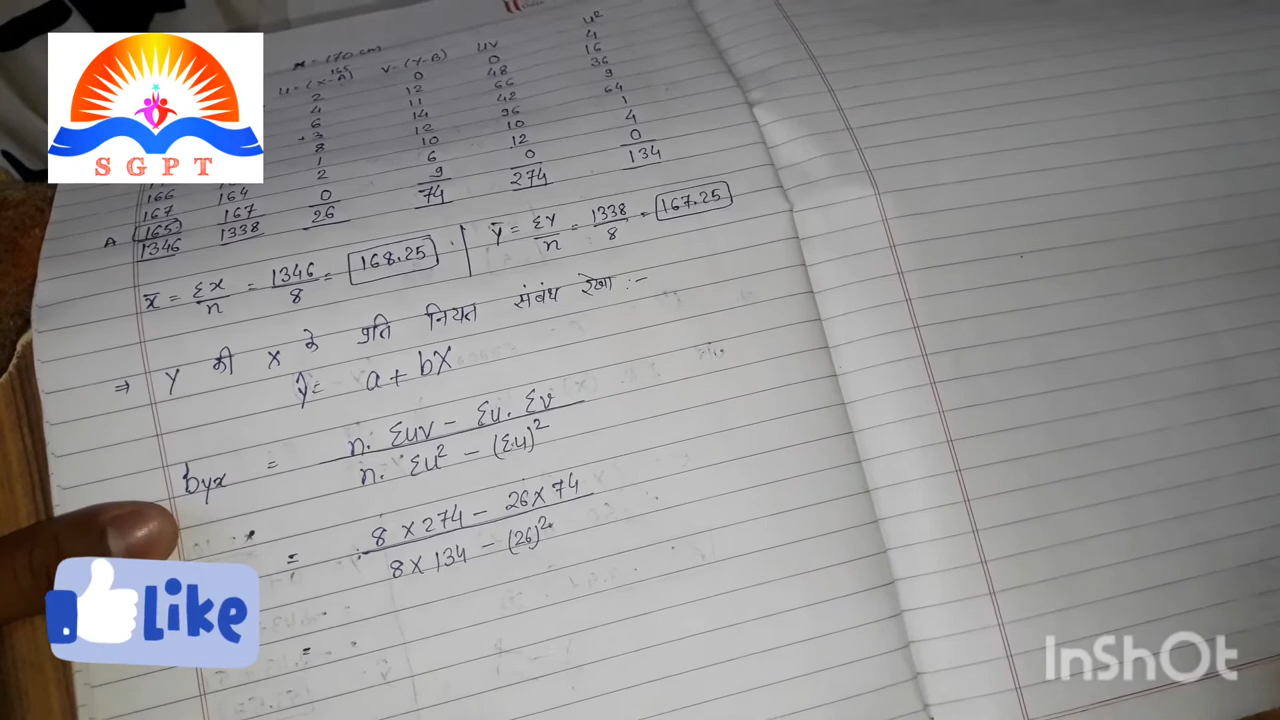 x = 170 cm
165
u = (X-A) v = (Y-B) uv u²
2 0 0 4
4 12 48 16
6 11 66 36
3 14 42 9
8 12 96 64
1 10 10 1
166 164 2 6 12 4
167 167 0 9 0 0
A 165
1346 1338 26 74 274 134
x̄ = Σx/n = 1346/8 = 168.25
ȳ = ΣY/n = 1338/8 = 167.25
⇒ Y की X के प्रति नियत संबंध रेखा :-
ŷ = a + bX
byx = n. Σuv - Σu. Σv / n. Σu² - (Σu)²
= 8 × 274 - 26 × 74 / 8 × 134 - (26)²
=
SGPT
Like
InShOt